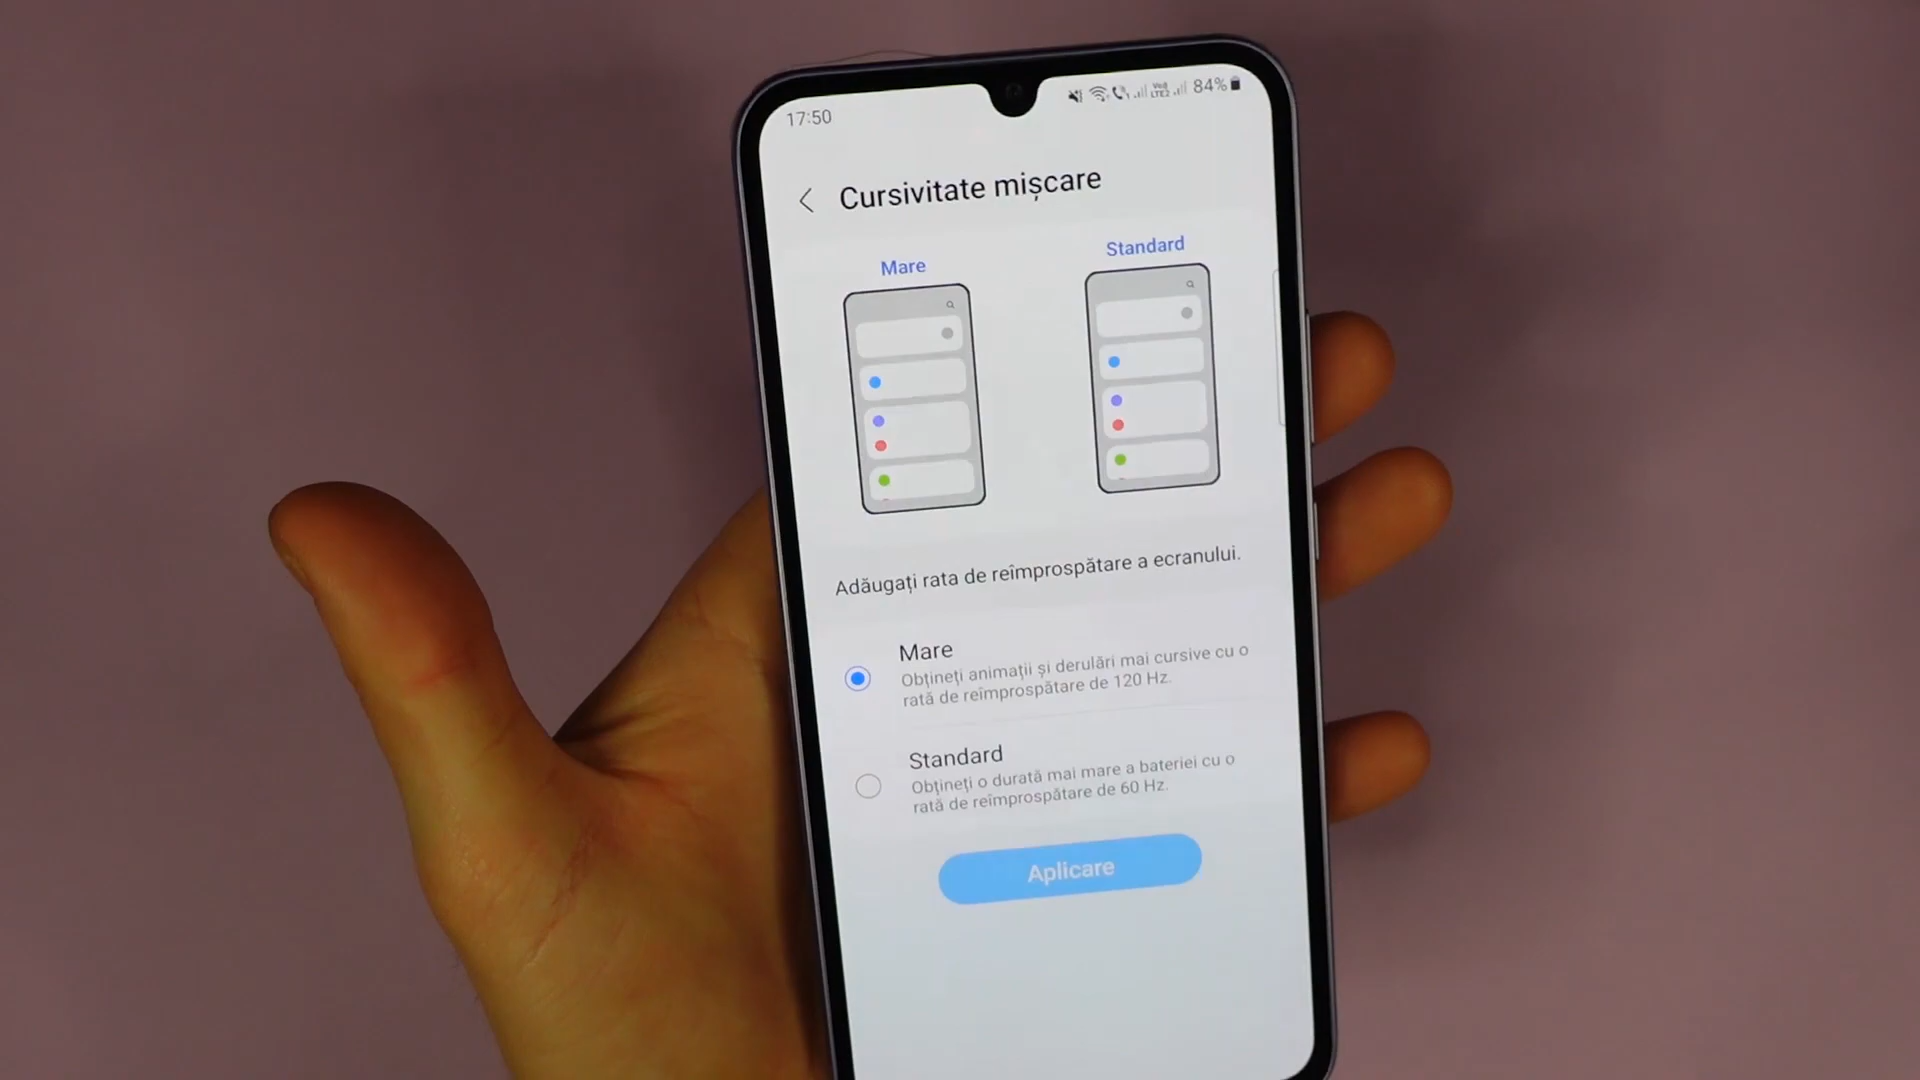 17:50
84%
Cursivitate mișcare
Mare
Standard
Adăugați rata de reîmprospătare a ecranului.
Mare
Obțineți animații și derulări mai cursive cu o
rată de reîmprospătare de 120 Hz.
Standard
Obțineți o durată mai mare a bateriei cu o
rată de reîmprospătare de 60 Hz.
Aplicare